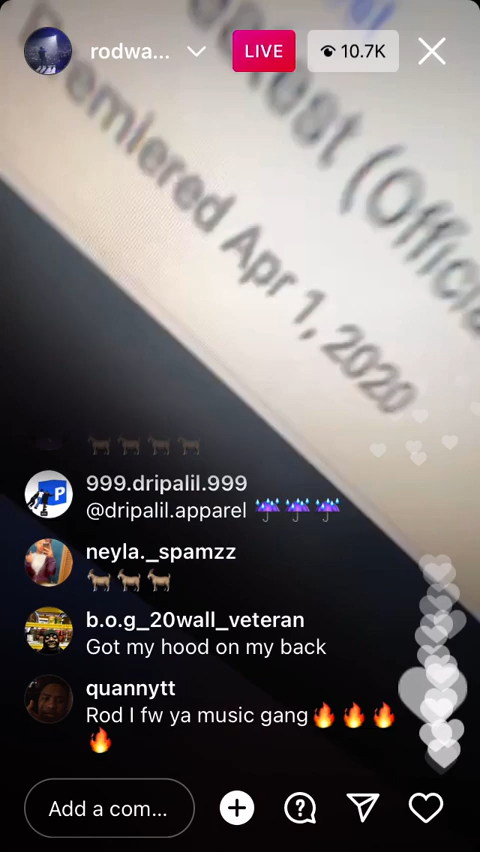 rodwa...
LIVE
10.7K
(Offici
Premiered Apr 1, 2020
999.dripalil.999
@dripalil.apparel ☔ ☔ ☔
neyla._spamzz
🐐 🐐 🐐
b.o.g_20wall_veteran
Got my hood on my back
quannytt
Rod I fw ya music gang🔥 🔥 🔥
🔥
Add a com...